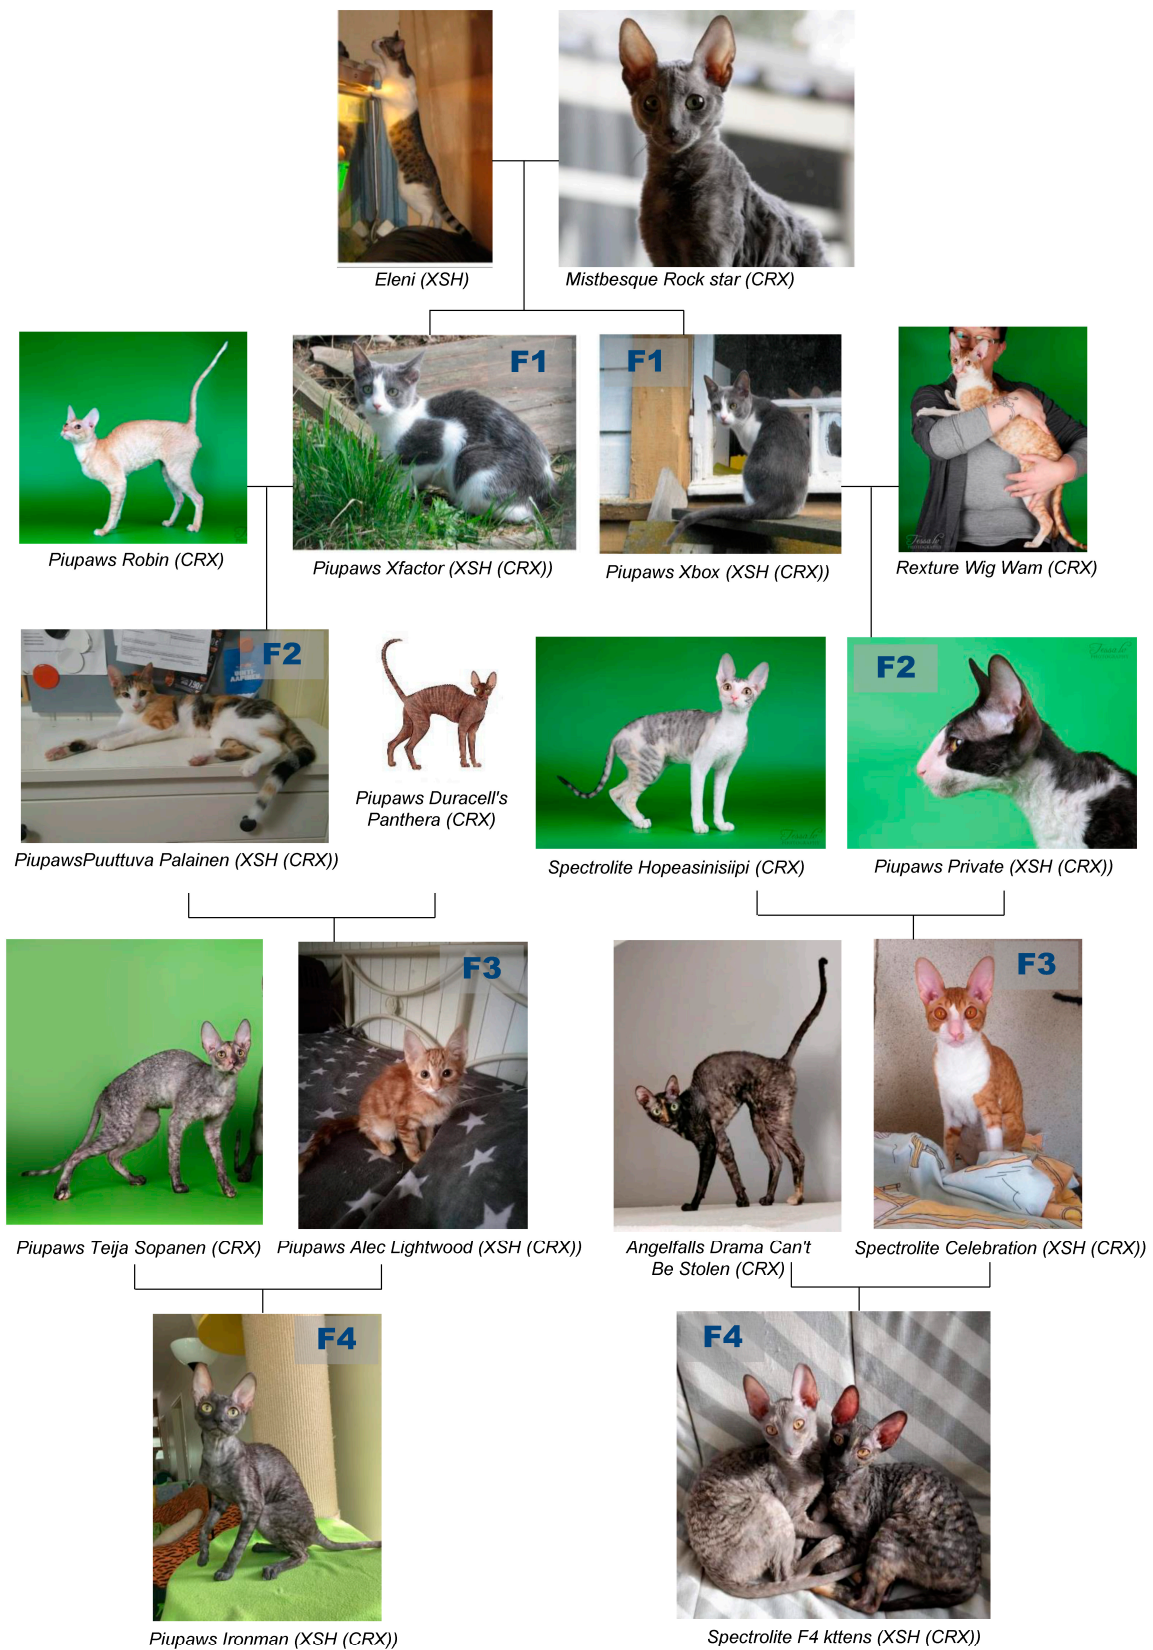 Eleni (XSH)
Mistbesque Rock star (CRX)
F1
F1
Piupaws Robin (CRX)
Piupaws Xfactor (XSH (CRX))
Piupaws Xbox (XSH (CRX))
Rexture Wig Wam (CRX)
F2
F2
Piupaws Duracell's
Panthera (CRX)
PiupawsPuuttuva Palainen (XSH (CRX))
Spectrolite Hopeasinisiipi (CRX)
Piupaws Private (XSH (CRX))
F3
F3
Piupaws Teija Sopanen (CRX)
Piupaws Alec Lightwood (XSH (CRX))
Angelfalls Drama Can't
Be Stolen (CRX)
Spectrolite Celebration (XSH (CRX))
F4
F4
Piupaws Ironman (XSH (CRX))
Spectrolite F4 kttens (XSH (CRX))